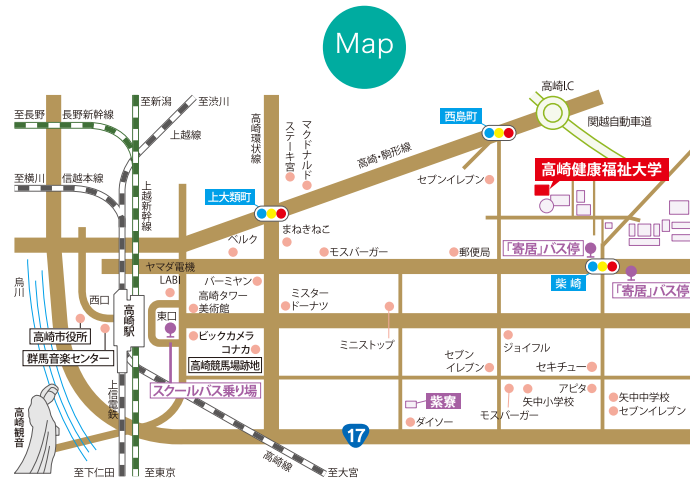 Map
高崎I.C
至新潟
至渋川
至長野
長野新幹線
上越線
西島町
関越自動車道
高崎環状線
ステーキ宮
マクドナルド
高崎・駒形線
高崎健康福祉大学
至横川
信越本線
上越新幹線
セブンイレブン
上大類町
まねきねこ
ベルク
モスバーガー
郵便局
「寄居」バス停
ヤマダ電機
LABI
バーミヤン
柴崎
「寄居」バス停
烏川
西口
高崎駅
東口
高崎タワー
美術館
ミスター
ドーナツ
高崎市役所
群馬音楽センター
ビックカメラ
コナカ
高崎競馬場跡地
ミニストップ
ジョイフル
セブン
イレブン
セキチュー
スクールバス乗り場
上信電鉄
紫寮
アピタ
モスバーガー
矢中小学校
矢中中学校
セブンイレブン
ダイソー
高崎観音
17
高崎線
至下仁田
至東京
至大宮